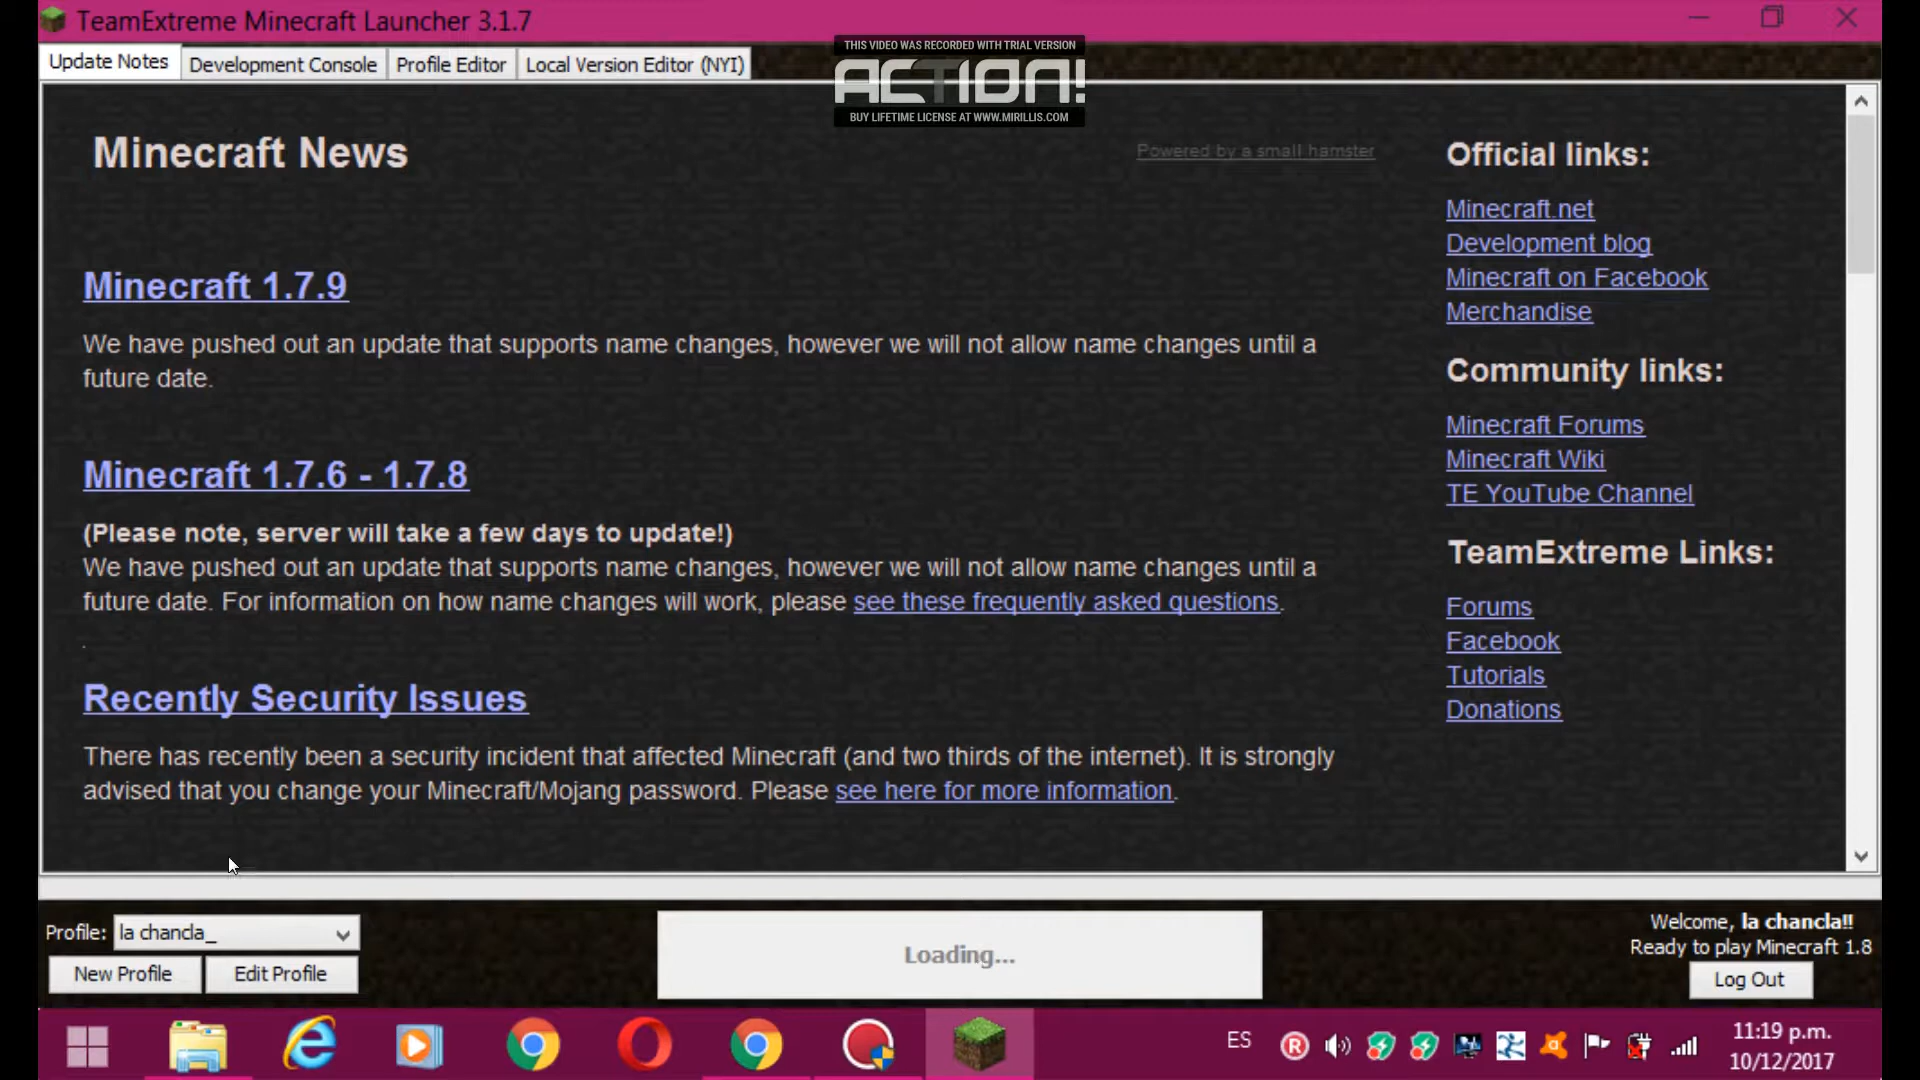 TeamExtreme Minecraft Launcher 3.1.7
Update Notes
Development Console
Profile Editor
Local Version Editor (NYI)
THIS VIDEO WAS RECORDED WITH TRIAL VERSION
ACTION!
BUY LIFETIME LICENSE AT WWW.MIRILLIS.COM
Minecraft News
Powered by a small hamster
Minecraft 1.7.9
We have pushed out an update that supports name changes, however we will not allow name changes until a
future date.
Minecraft 1.7.6 - 1.7.8
(Please note, server will take a few days to update!)
We have pushed out an update that supports name changes, however we will not allow name changes until a
future date. For information on how name changes will work, please see these frequently asked questions.
.
Recently Security Issues
There has recently been a security incident that affected Minecraft (and two thirds of the internet). It is strongly
advised that you change your Minecraft/Mojang password. Please see here for more information.
Official links:
Minecraft.net
Development blog
Minecraft on Facebook
Merchandise
Community links:
Minecraft Forums
Minecraft Wiki
TE YouTube Channel
TeamExtreme Links:
Forums
Facebook
Tutorials
Donations
Profile: la chancla_
New Profile
Edit Profile
Loading...
Welcome, la chancla!!
Ready to play Minecraft 1.8
Log Out
ES
R
a
11:19 p.m.
10/12/2017